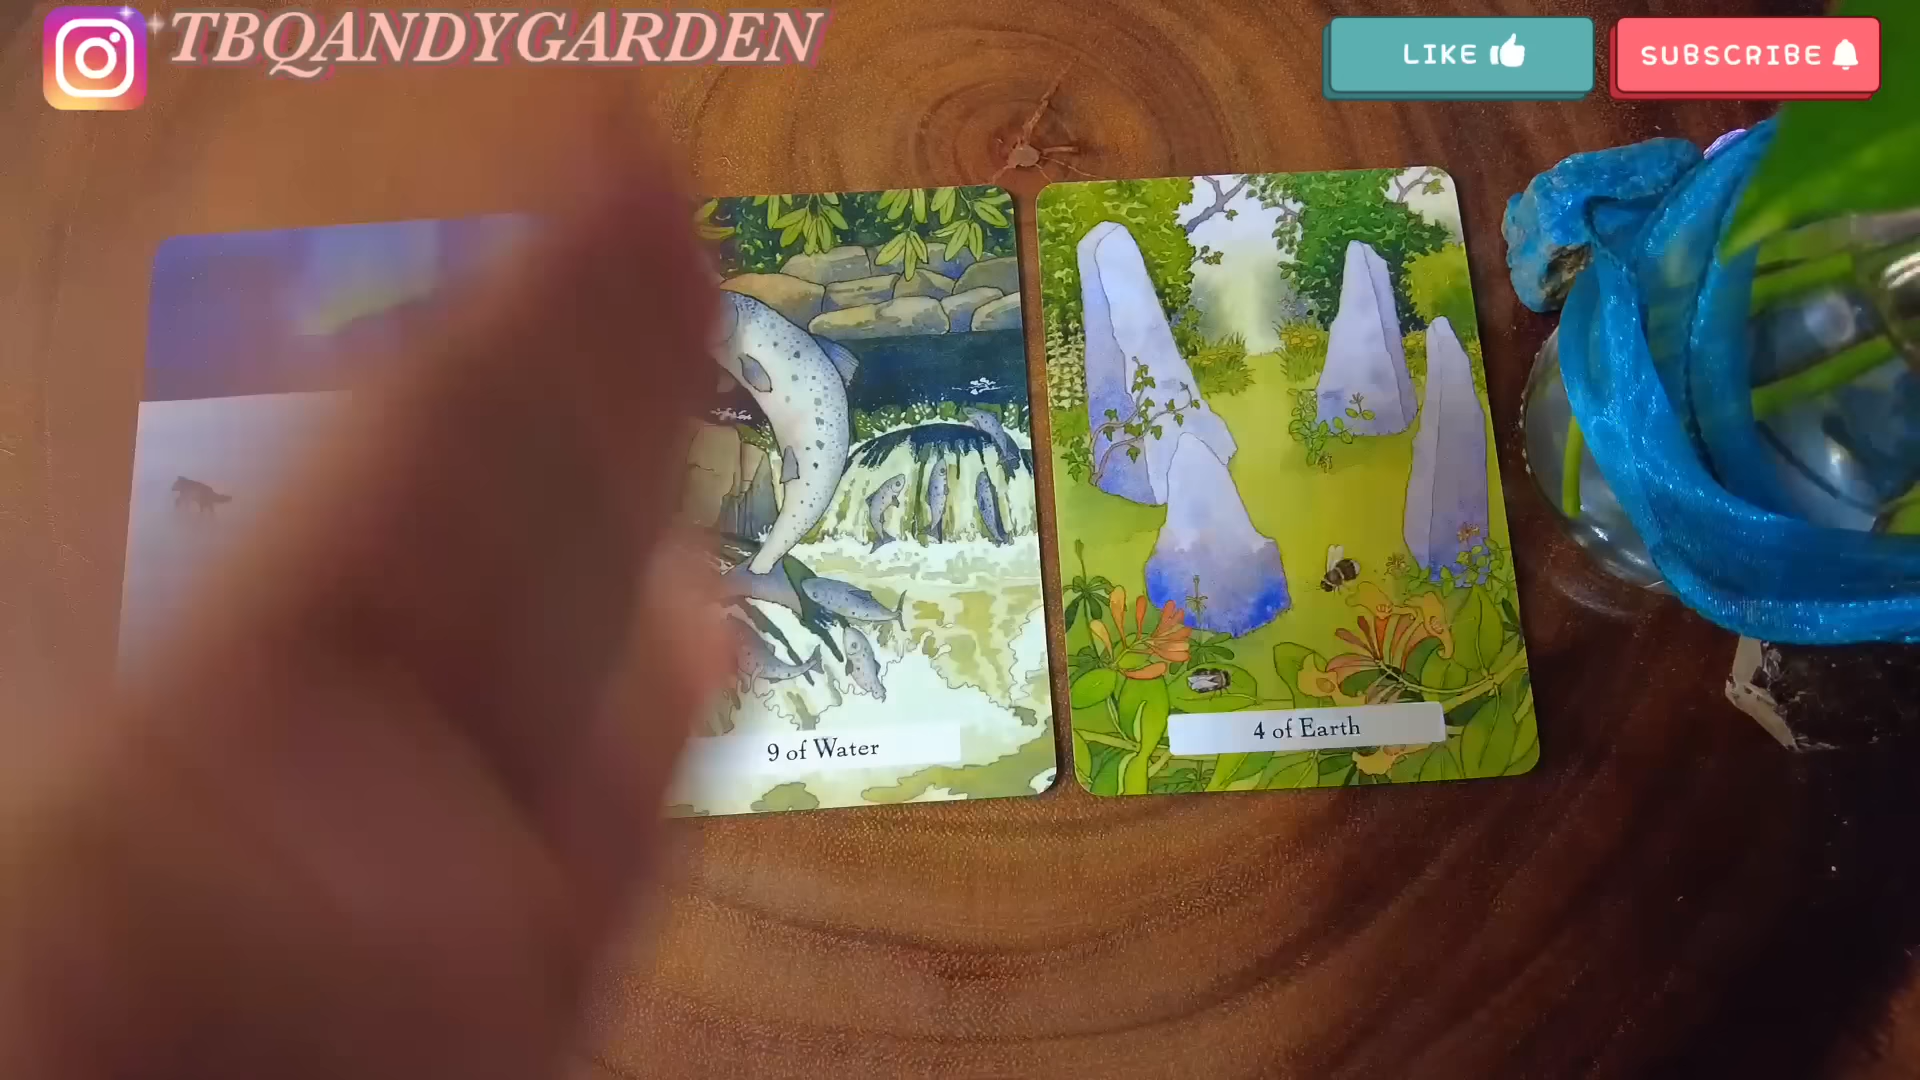 TBQANDYGARDEN
LIKE
SUBSCRIBE
9 of Water
4 of Earth